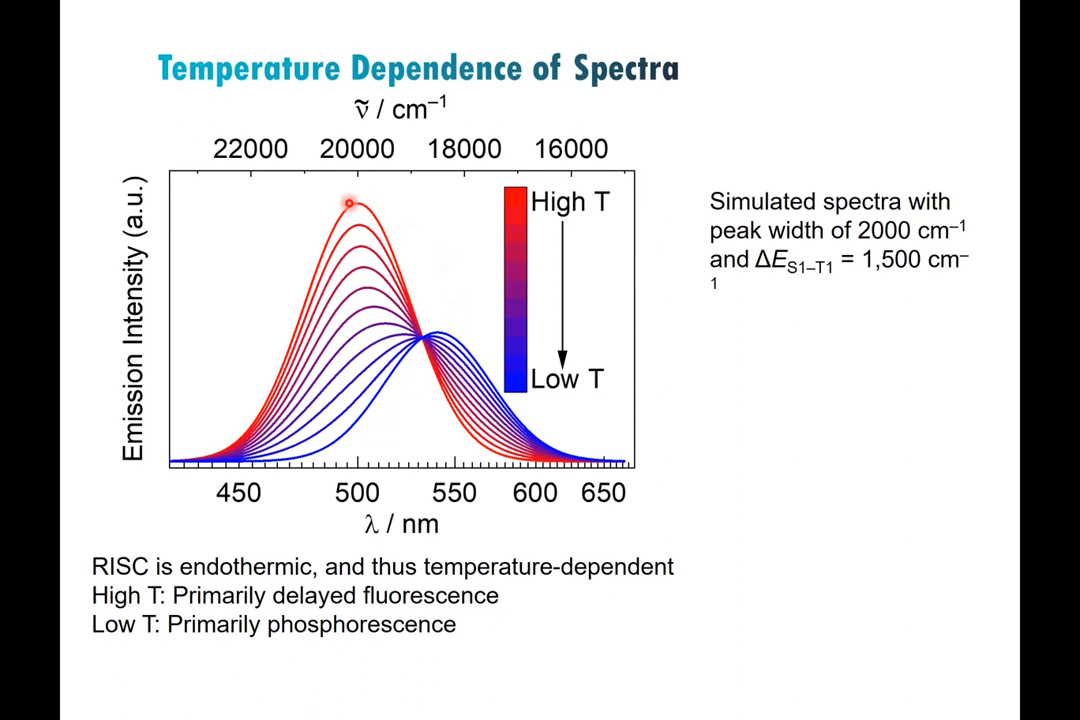 Temperature Dependence of Spectra
ṽ / cm⁻¹
22000 20000 18000 16000
Emission Intensity (a.u.)
High T
Low T
450 500 550 600 650
λ / nm
Simulated spectra with
peak width of 2000 cm⁻¹
and ΔE_S1–T1 = 1,500 cm⁻
¹
RISC is endothermic, and thus temperature-dependent
High T: Primarily delayed fluorescence
Low T: Primarily phosphorescence